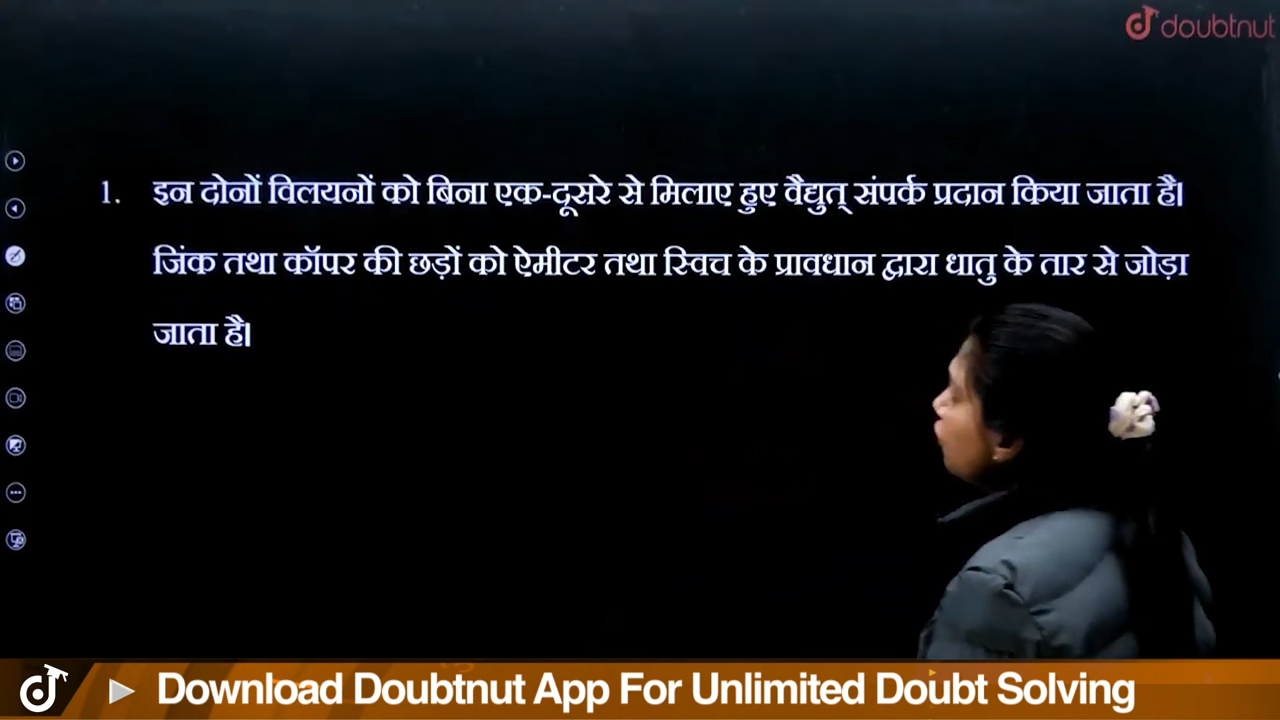 doubtnut
1. इन दोनों विलयनों को बिना एक-दूसरे से मिलाए हुए वैद्युत् संपर्क प्रदान किया जाता है।
जिंक तथा कॉपर की छड़ों को ऐमीटर तथा स्विच के प्रावधान द्वारा धातु के तार से जोड़ा
जाता है।
Download Doubtnut App For Unlimited Doubt Solving